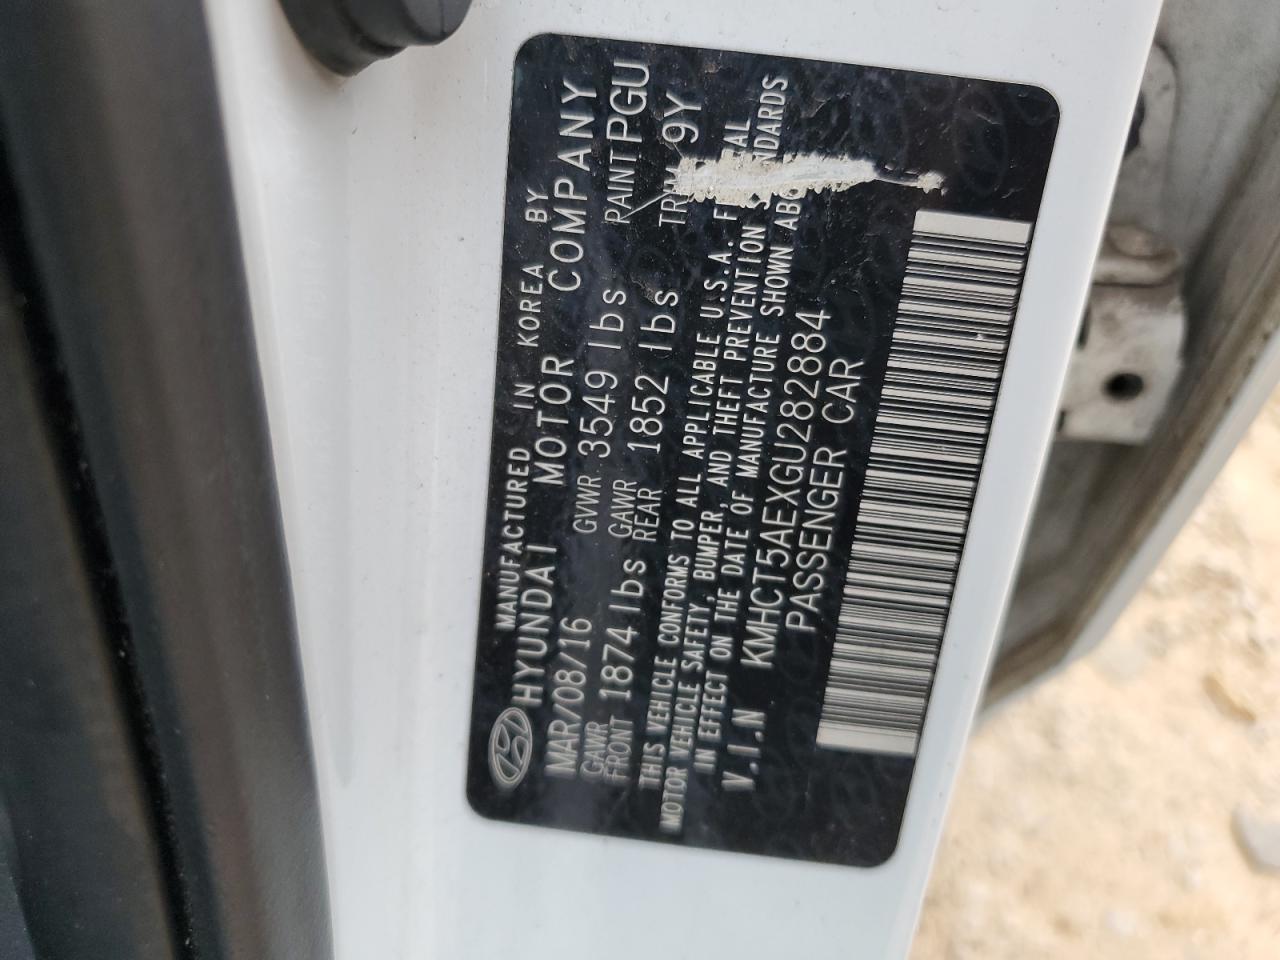 MANUFACTURED IN KOREA BY
HYUNDAI MOTOR COMPANY
MAR/08/16 GVWR 3549 lbs PAINT PGU
GAWR FRONT 1874 lbs GAWR REAR 1852 lbs 9Y
THIS VEHICLE CONFORMS TO ALL APPLICABLE U.S.A.
MOTOR VEHICLE SAFETY, BUMPER, AND THEFT PREVENTION
IN EFFECT ON THE DATE OF MANUFACTURE SHOWN
V.I.N KMHCT5AEXGU282884
PASSENGER CAR